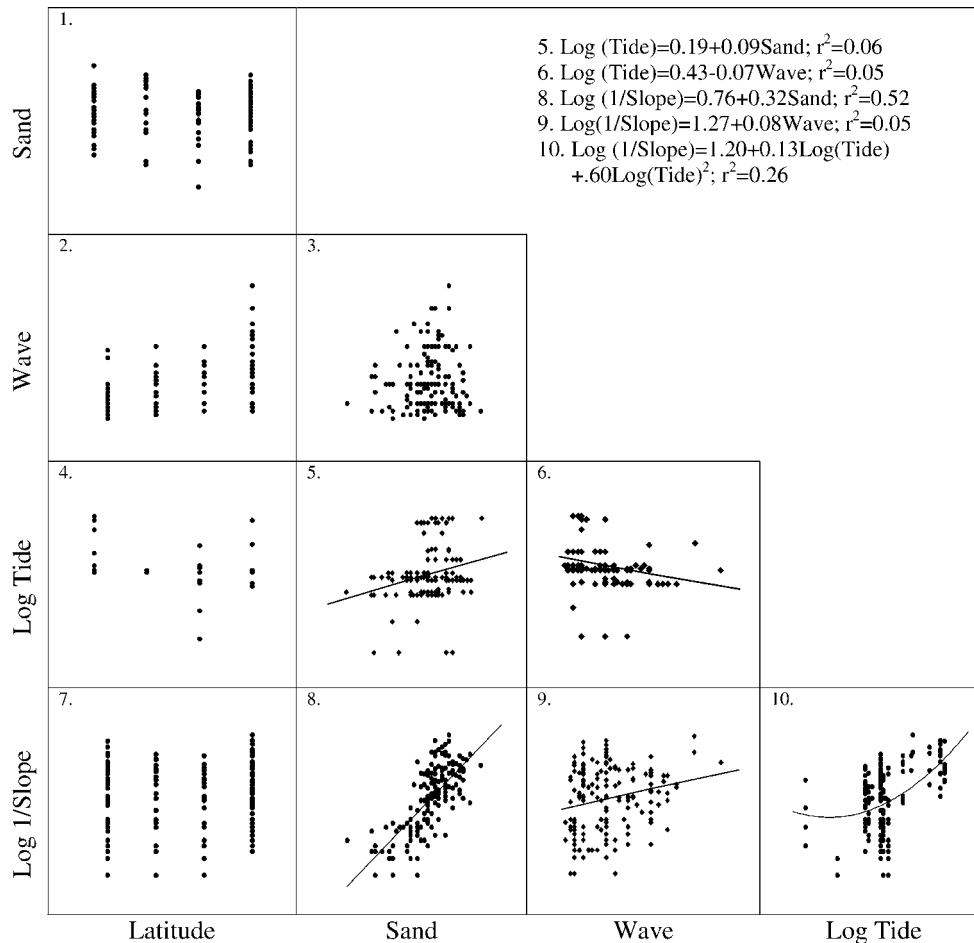 1.
5. Log (Tide)=0.19+0.09Sand; r²=0.06
6. Log (Tide)=0.43-0.07Wave; r²=0.05
8. Log (1/Slope)=0.76+0.32Sand; r²=0.52
9. Log(1/Slope)=1.27+0.08Wave; r²=0.05
10. Log (1/Slope)=1.20+0.13Log(Tide)
+.60Log(Tide)²; r²=0.26
Sand
2.
3.
Wave
4.
5.
6.
Log Tide
7.
8.
9.
10.
Log 1/Slope
Latitude
Sand
Wave
Log Tide